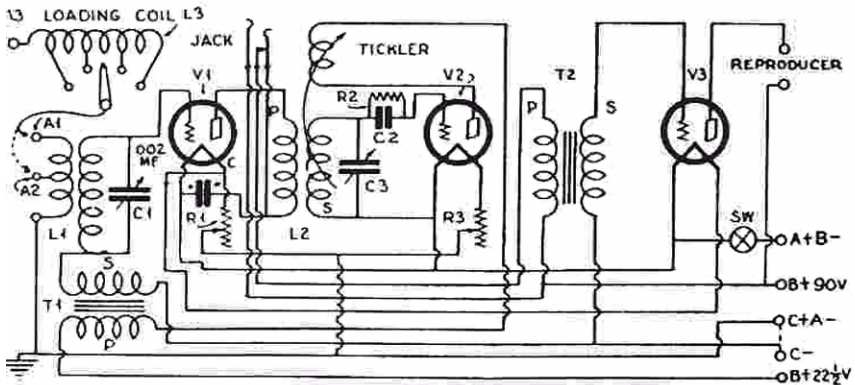 L3 LOADING COIL L3
JACK
TICKLER
T2
REPRODUCER
V1
V2
V3
R2
P
P
S
A1
.002
MF
C
C2
A2
C1
C3
S
R1
R3
SW
L1
L2
A+B-
S
B+90V
T1
C+A-
P
C-
B+22½V